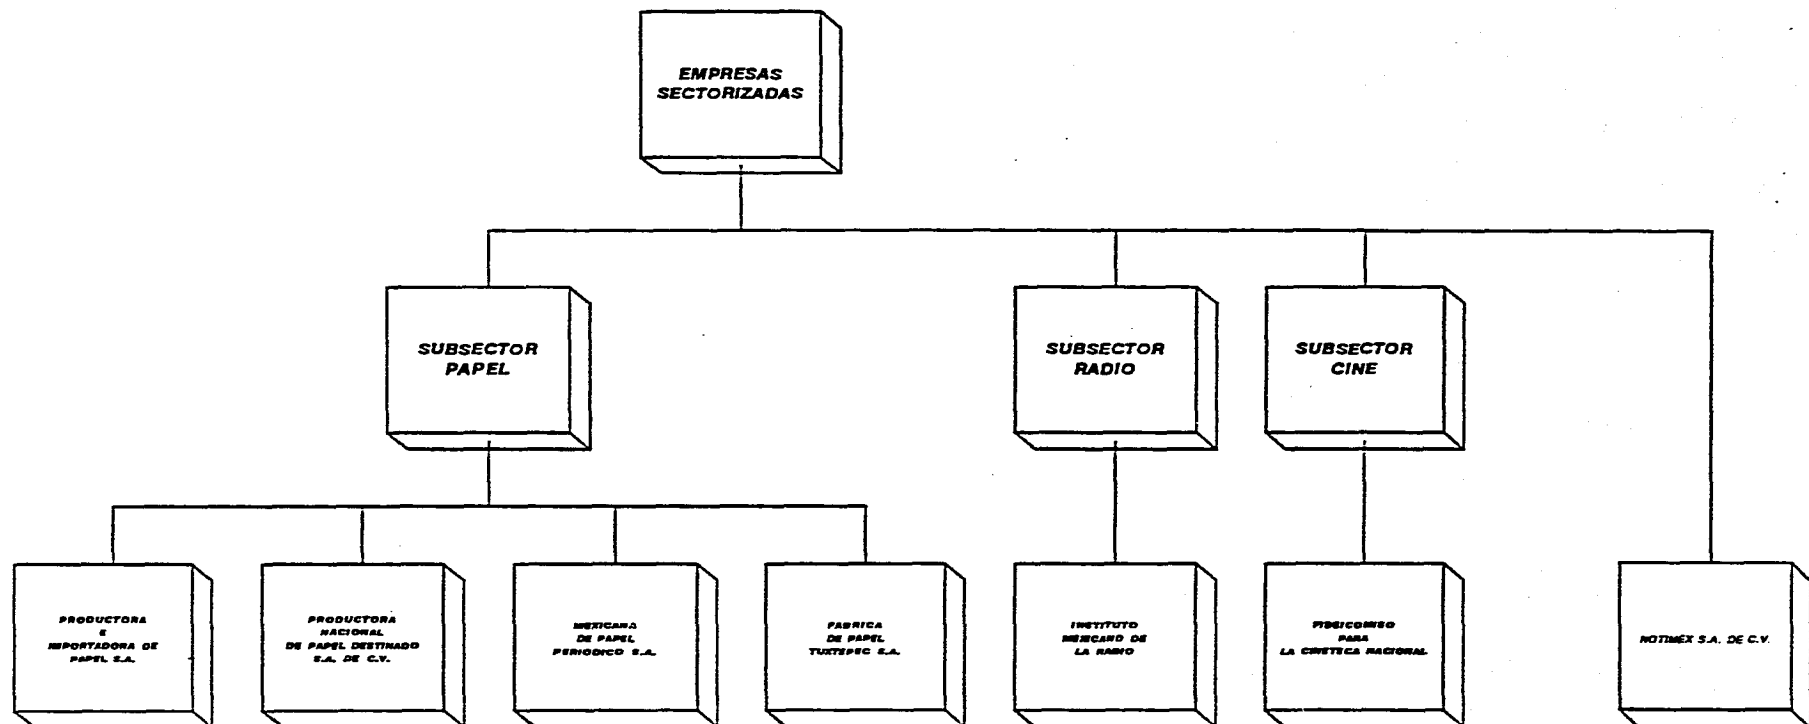 EMPRESAS
SECTORIZADAS
SUBSECTOR
PAPEL
SUBSECTOR
RADIO
SUBSECTOR
CINE
PRODUCTORA
E
IMPORTADORA DE
PAPEL S.A.
PRODUCTORA
NACIONAL
DE PAPEL DESTINADO
S.A. DE C.V.
MEXICANA
DE PAPEL
PERIODICO S.A.
FABRICA
DE PAPEL
TUXTEPEC S.A.
INSTITUTO
MEXICANO DE
LA RADIO
FIDEICOMISO
PARA
LA CINETECA NACIONAL
NOTIMEX S.A. DE C.V.